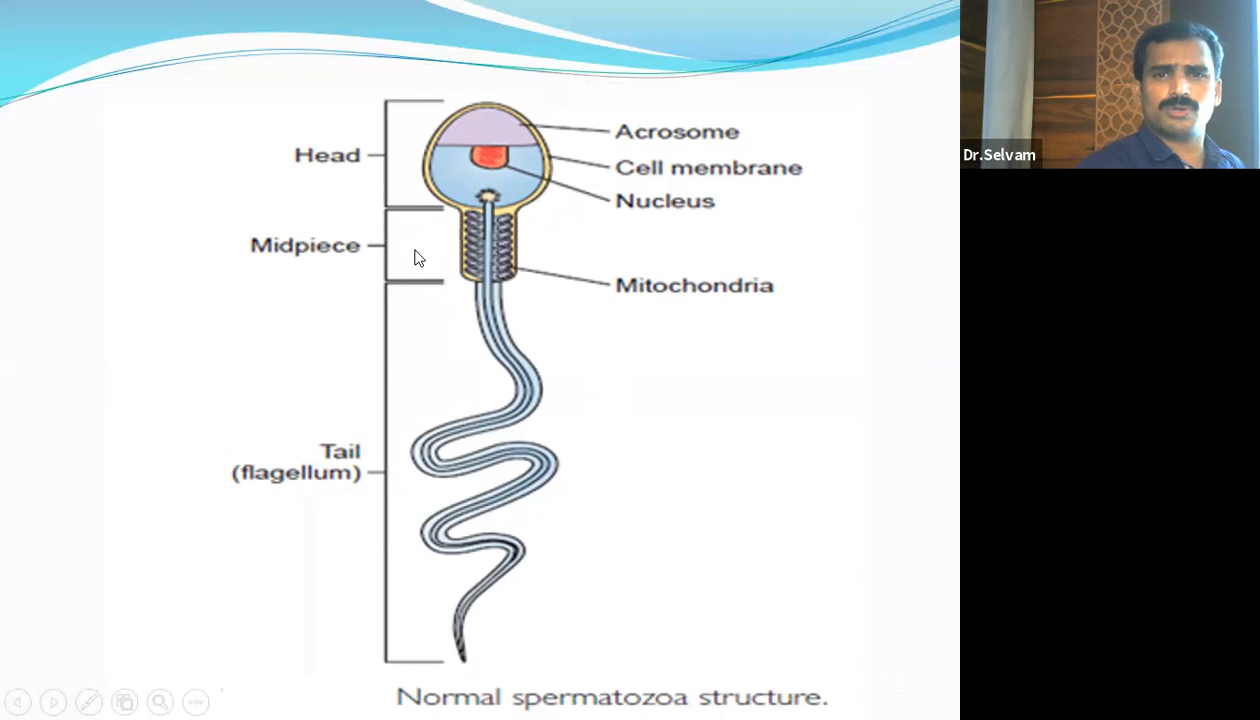 Head
Acrosome
Cell membrane
Nucleus
Midpiece
Mitochondria
Tail
(flagellum)
Normal spermatozoa structure.
Dr.Selvam